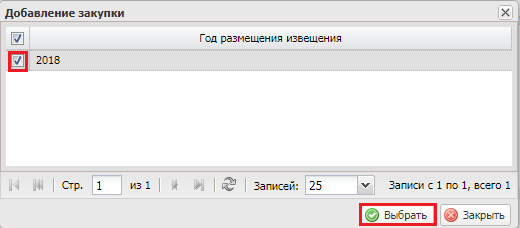 Добавление закупки
Год размещения извещения
2018
Стр. 1 из 1 Записей: 25 Записи с 1 по 1, всего 1
Выбрать Закрыть